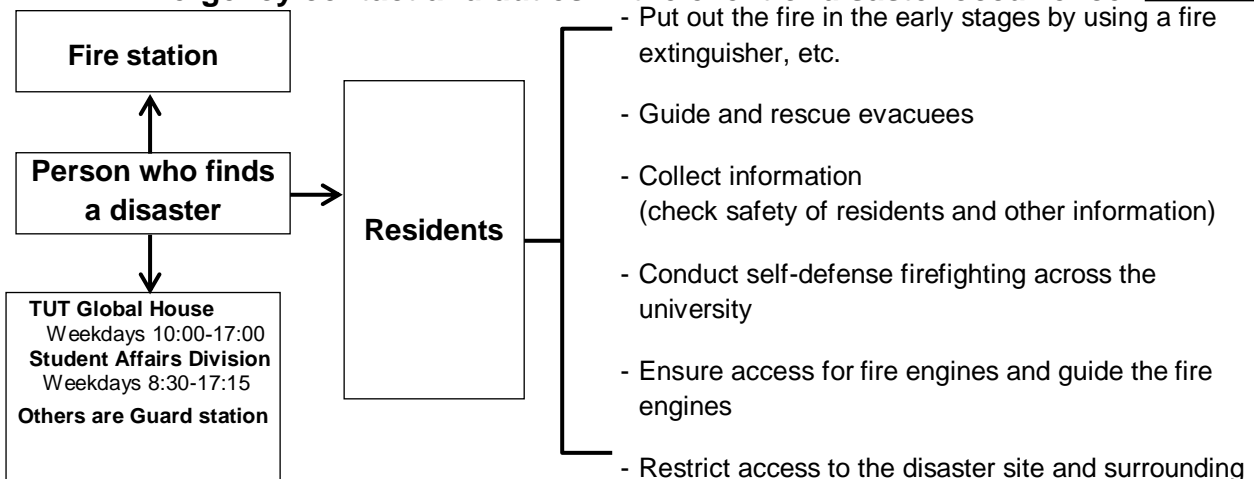 Fire station
Person who finds
a disaster
TUT Global House
Weekdays 10:00-17:00
Student Affairs Division
Weekdays 8:30-17:15
Others are Guard station
Residents
- Put out the fire in the early stages by using a fire
extinguisher, etc.
- Guide and rescue evacuees
- Collect information
(check safety of residents and other information)
- Conduct self-defense firefighting across the
university
- Ensure access for fire engines and guide the fire
engines
- Restrict access to the disaster site and surrounding